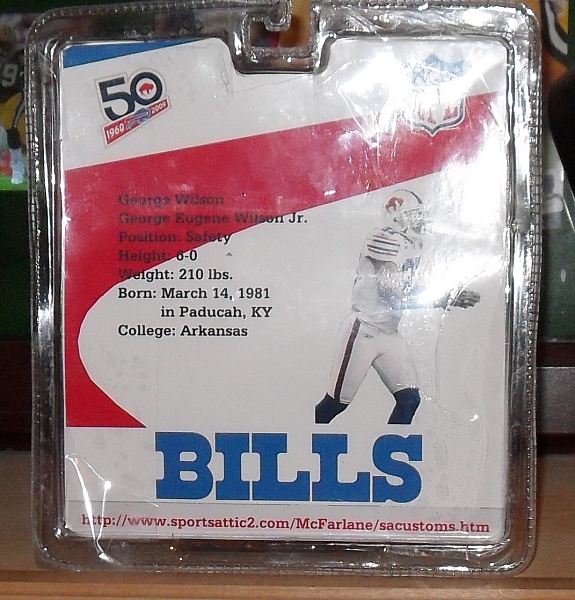 50
1960 2009
NFL
George Wilson
George Eugene Wilson Jr.
Position: Safety
Height: 6-0
Weight: 210 lbs.
Born: March 14, 1981
in Paducah, KY
College: Arkansas
BILLS
http://www.sportsattic2.com/McFarlane/sacustoms.htm